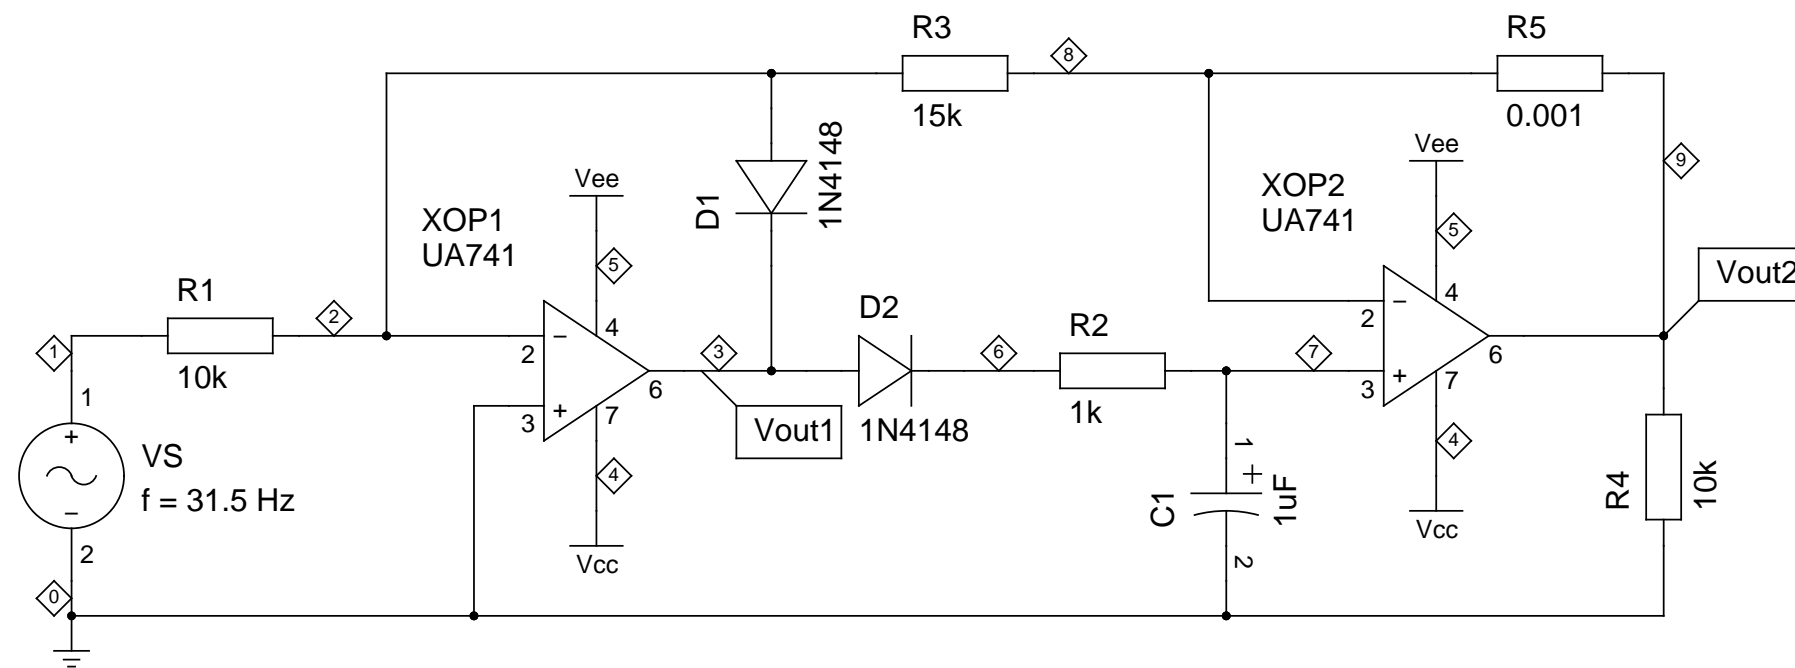 R3
8
R5
15k
0.001
1N4148
Vee
Vee
9
D1
XOP1
UA741
XOP2
UA741
5
5
Vout2
R1
2
4
D2
4
1
−
2
3
R2
6
7
−
2
10k
6
6
1
+
3
7
1k
+
3
7
Vout1
1N4148
+
VS
f = 31.5 Hz
4
1
+
4
C1
1uF
R4
10k
−
2
Vcc
Vcc
2
0